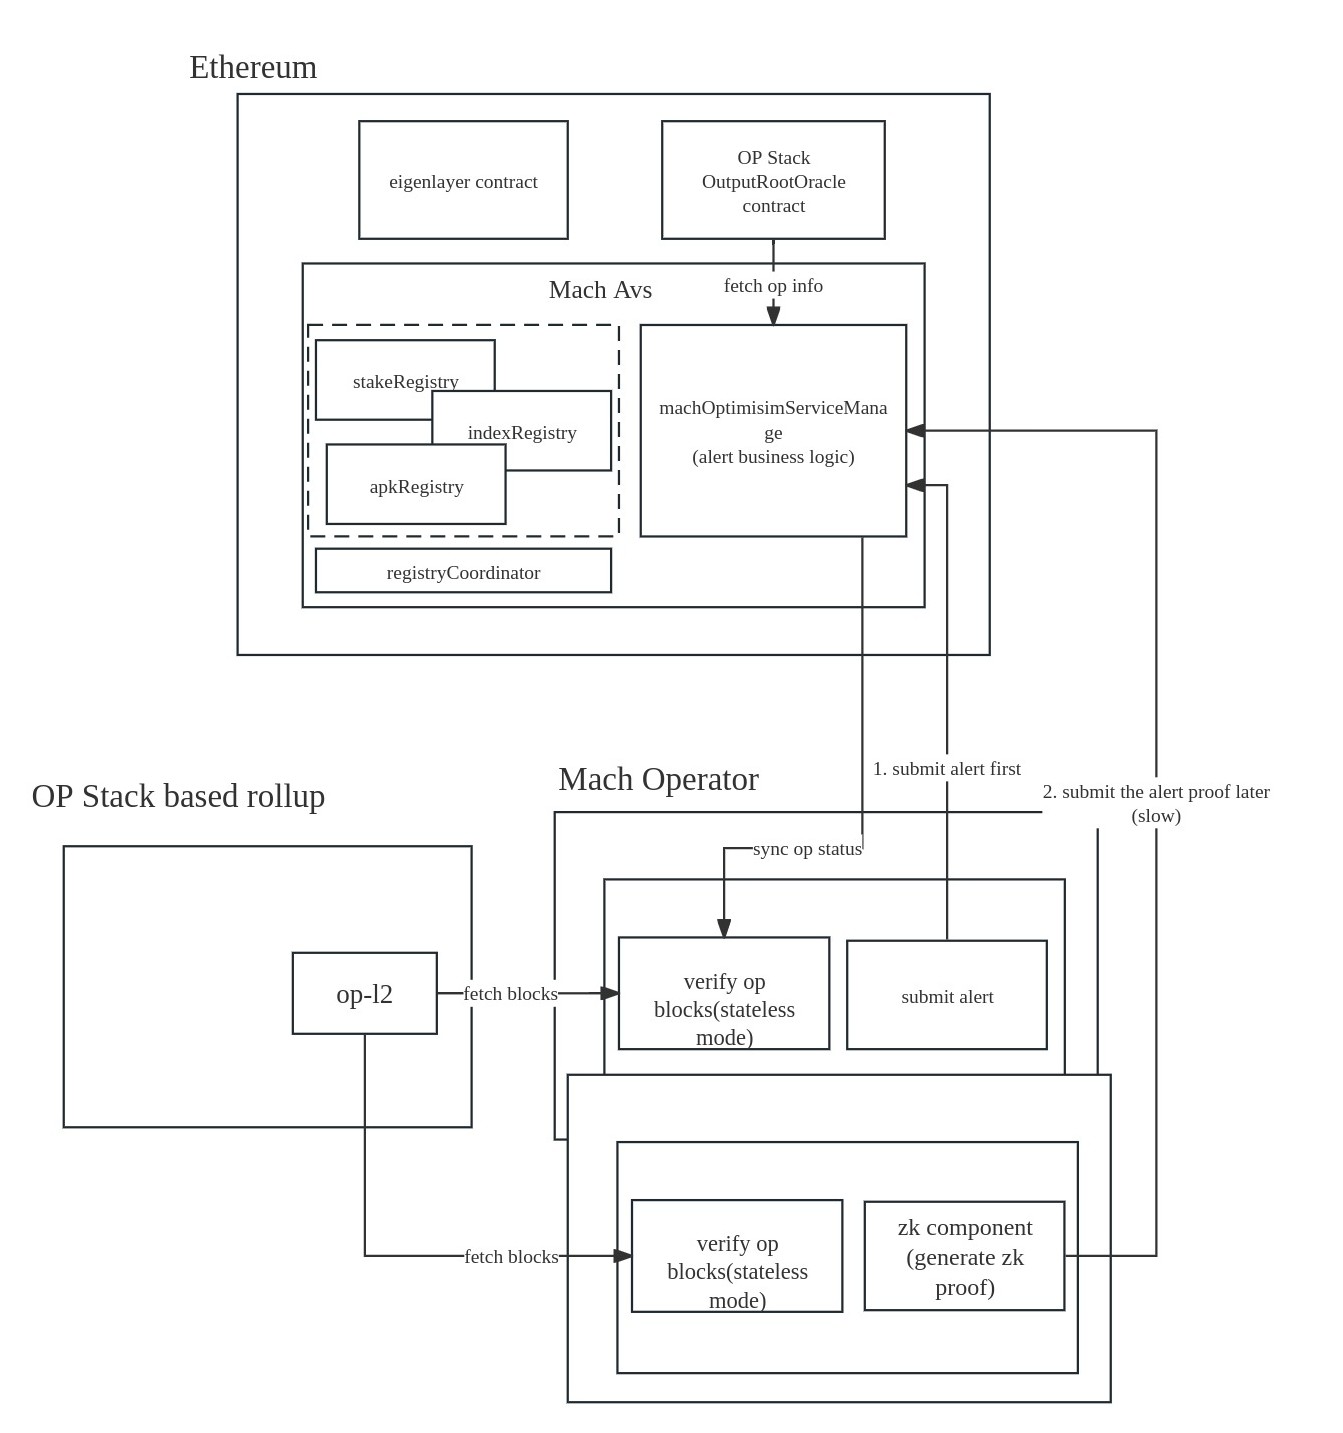 Ethereum
eigenlayer contract
OP Stack
OutputRootOracle
contract
Mach Avs
fetch op info
stakeRegistry
indexRegistry
apkRegistry
registryCoordinator
machOptimisimServiceMana
ge
(alert business logic)
1. submit alert first
2. submit the alert proof later
(slow)
OP Stack based rollup
Mach Operator
sync op status
op-l2
fetch blocks
verify op
blocks(stateless
mode)
submit alert
fetch blocks
verify op
blocks(stateless
mode)
zk component
(generate zk
proof)